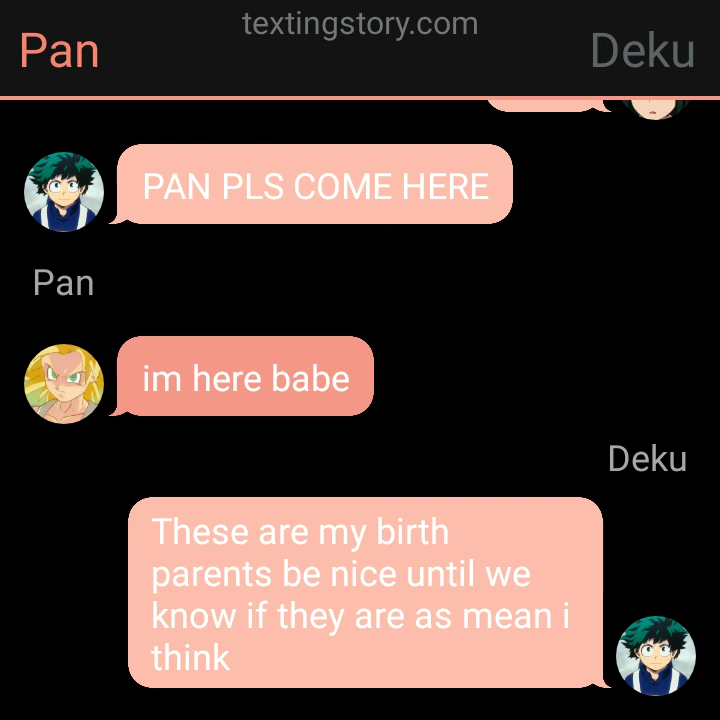 textingstory.com
Pan
Deku
PAN PLS COME HERE
Pan
im here babe
Deku
These are my birth
parents be nice until we
know if they are as mean i
think